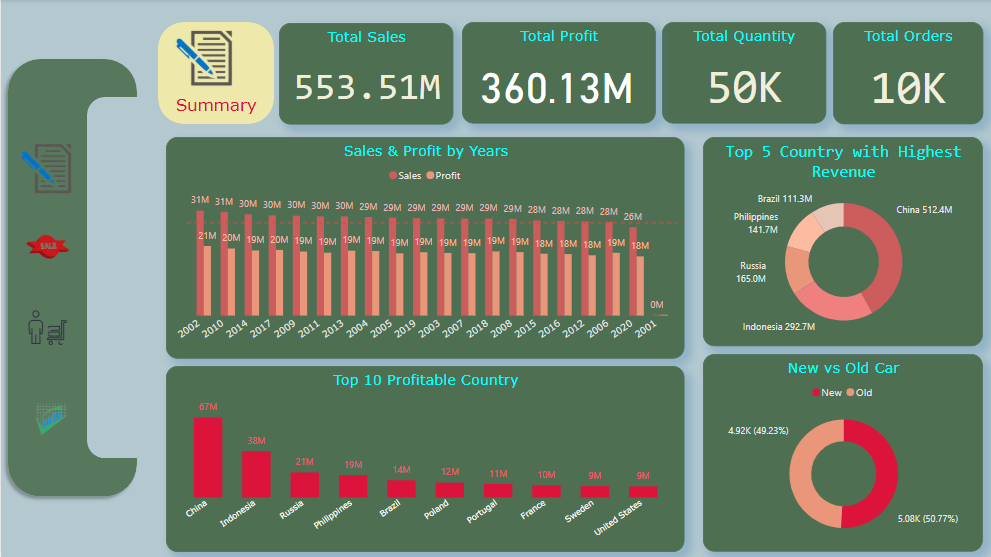 Summary
Total Sales
553.51M
Total Profit
360.13M
Total Quantity
50K
Total Orders
10K
SALE
Sales & Profit by Years
Sales Profit
31M 31M 30M 30M 30M 30M 30M 29M 29M 29M 29M 29M 29M 29M 28M 28M 28M 28M 26M
21M 20M 19M 20M 19M 19M 19M 19M 19M 19M 19M 19M 19M 19M 18M 18M 18M 19M 18M 0M
2002 2010 2014 2017 2009 2011 2013 2004 2005 2019 2003 2007 2018 2008 2015 2016 2012 2006 2020 2001
Top 5 Country with Highest
Revenue
Brazil 111.3M
China 512.4M
Philippines
141.7M
Russia
165.0M
Indonesia 292.7M
Top 10 Profitable Country
67M 38M 21M 19M 14M 12M 11M 10M 9M 9M
China Indonesia Russia Philippines Brazil Poland Portugal France Sweden United States
New vs Old Car
New Old
4.92K (49.23%)
5.08K (50.77%)